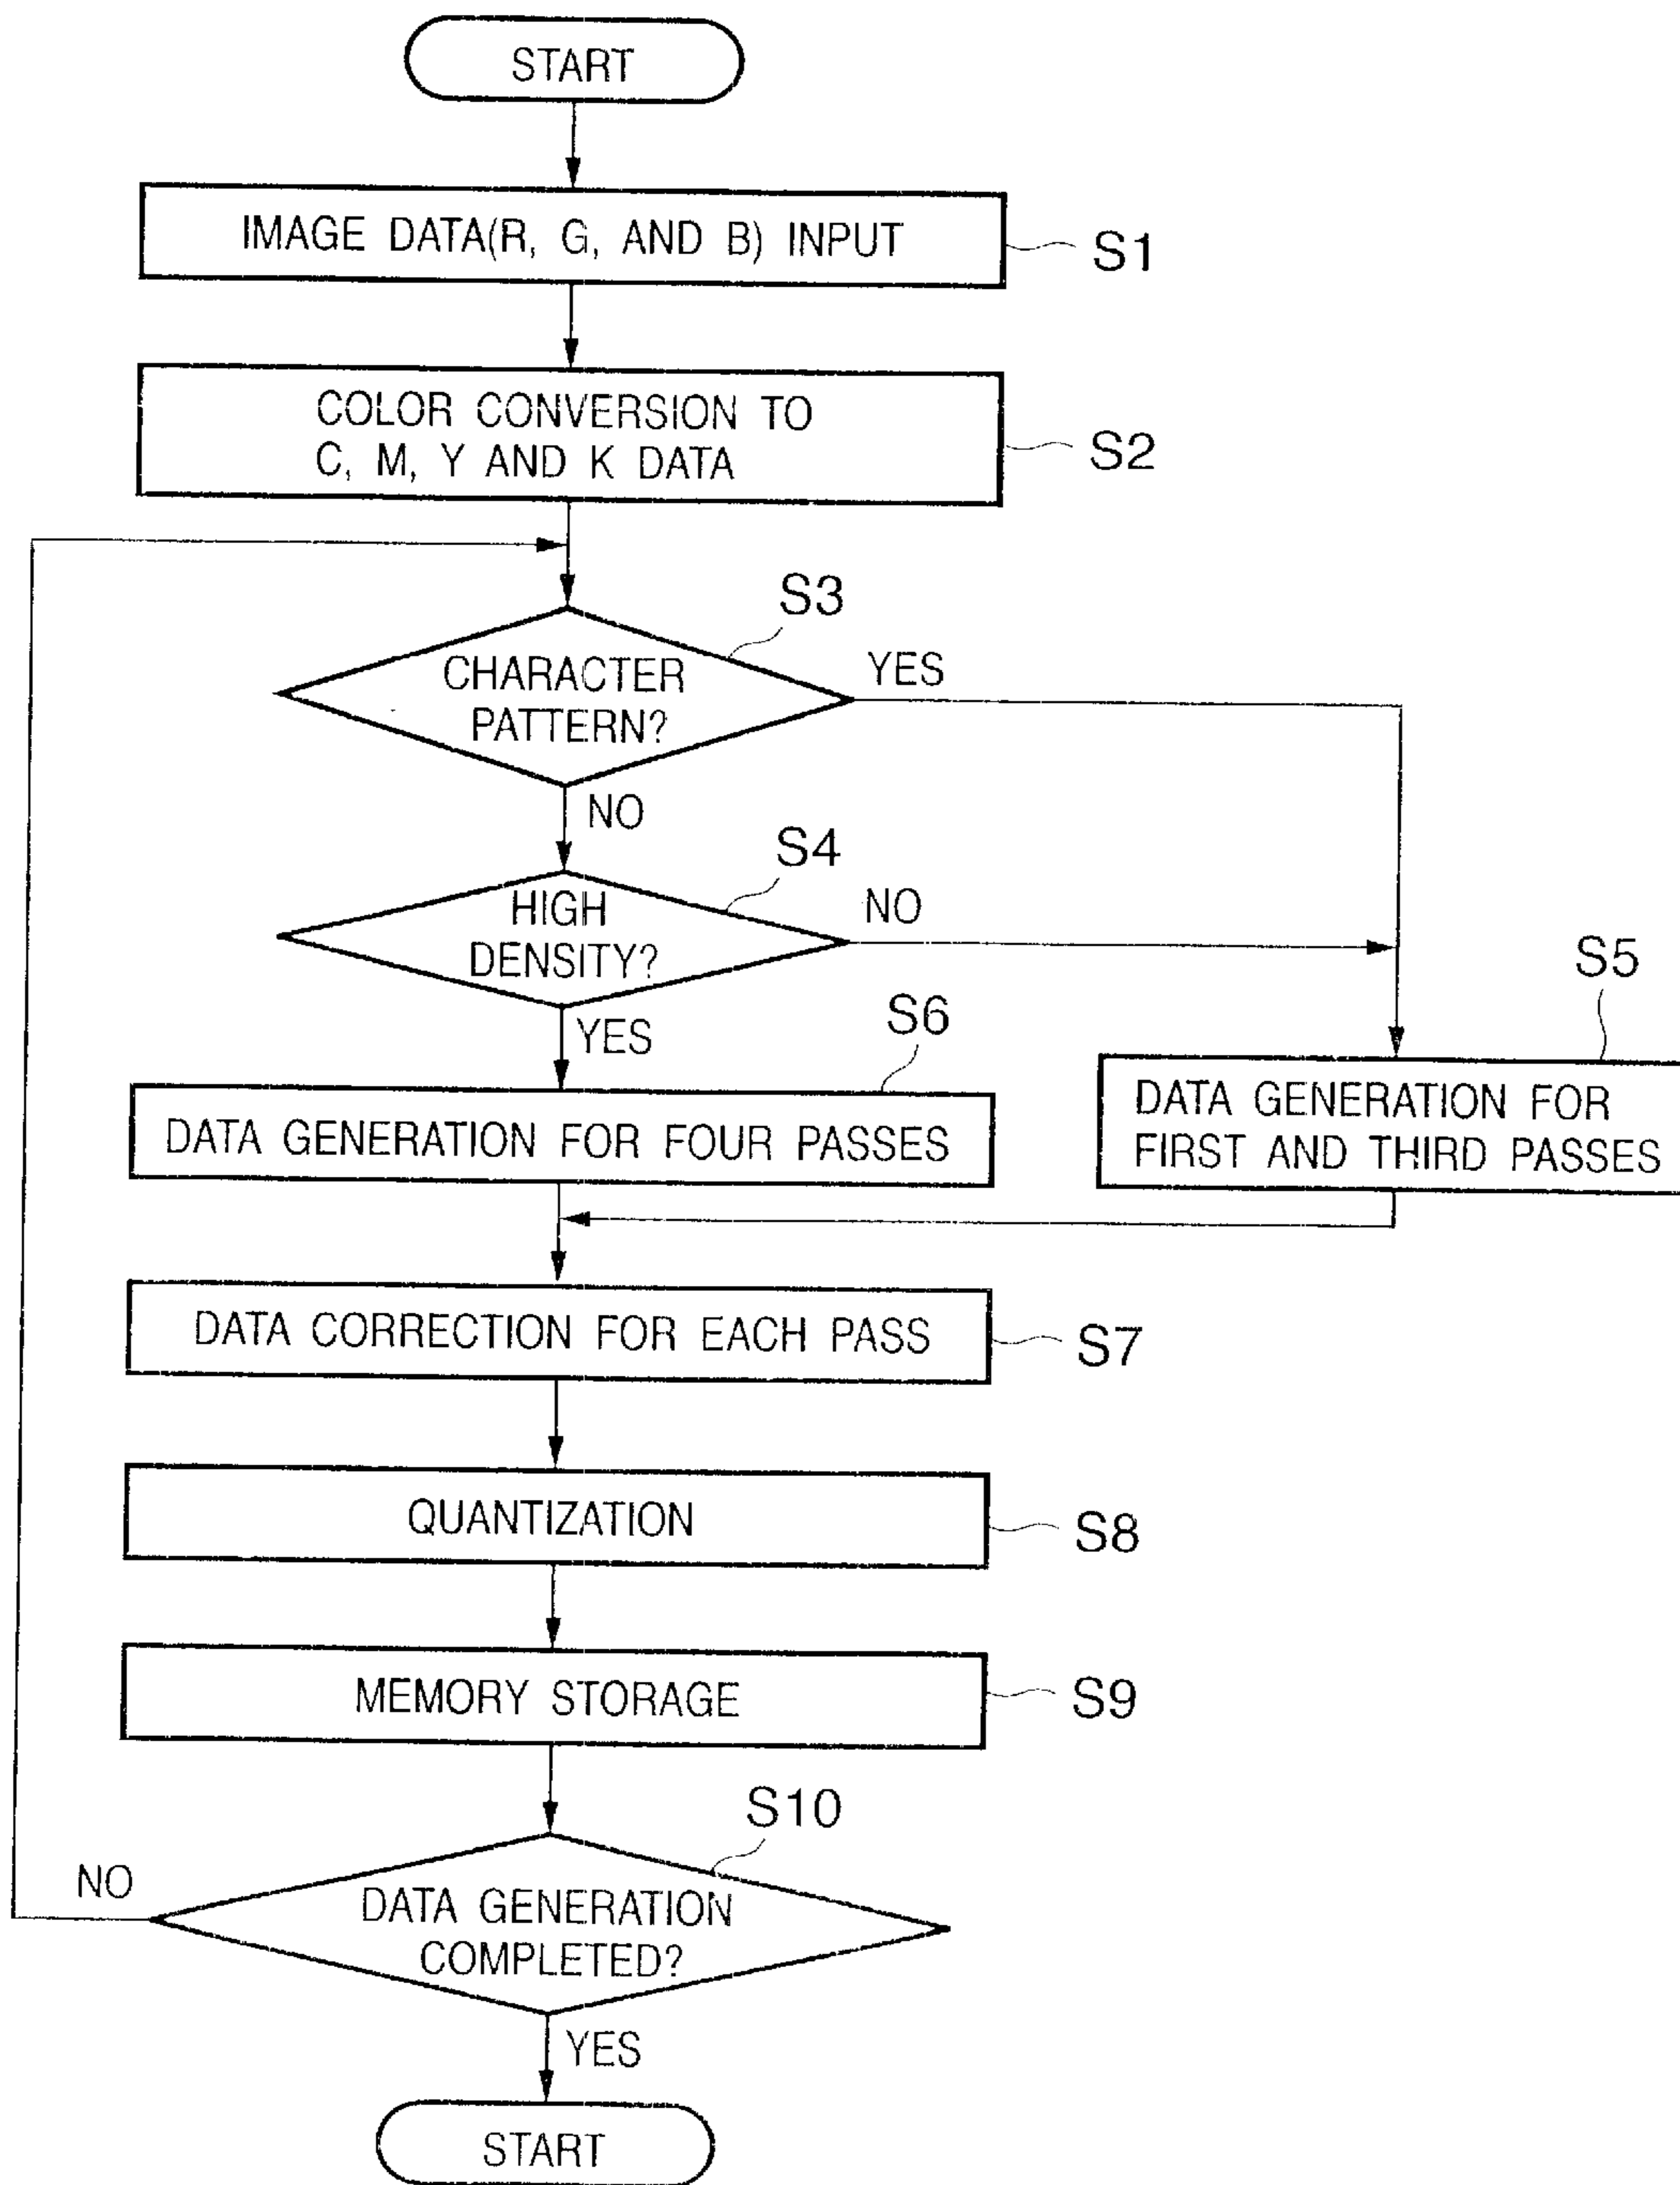 START
IMAGE DATA(R, G, AND B) INPUT
S1
COLOR CONVERSION TO
C, M, Y AND K DATA
S2
S3
CHARACTER
PATTERN?
YES
NO
S4
HIGH
DENSITY?
NO
YES
S5
DATA GENERATION FOR
FIRST AND THIRD PASSES
S6
DATA GENERATION FOR FOUR PASSES
DATA CORRECTION FOR EACH PASS
S7
QUANTIZATION
S8
MEMORY STORAGE
S9
S10
DATA GENERATION
COMPLETED?
NO
YES
START